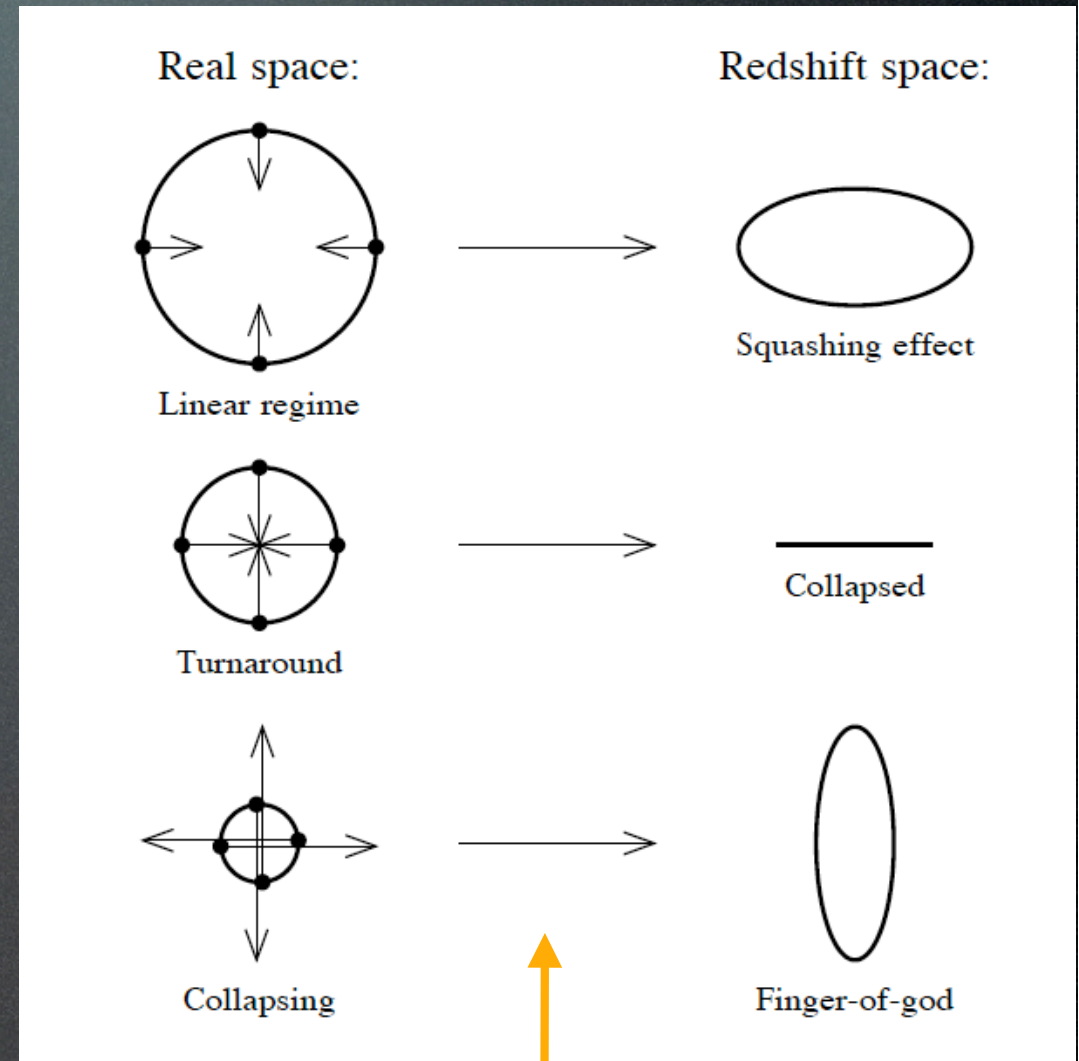 Real space:
Redshift space:
Linear regime
Squashing effect
Turnaround
Collapsed
Collapsing
Finger-of-god